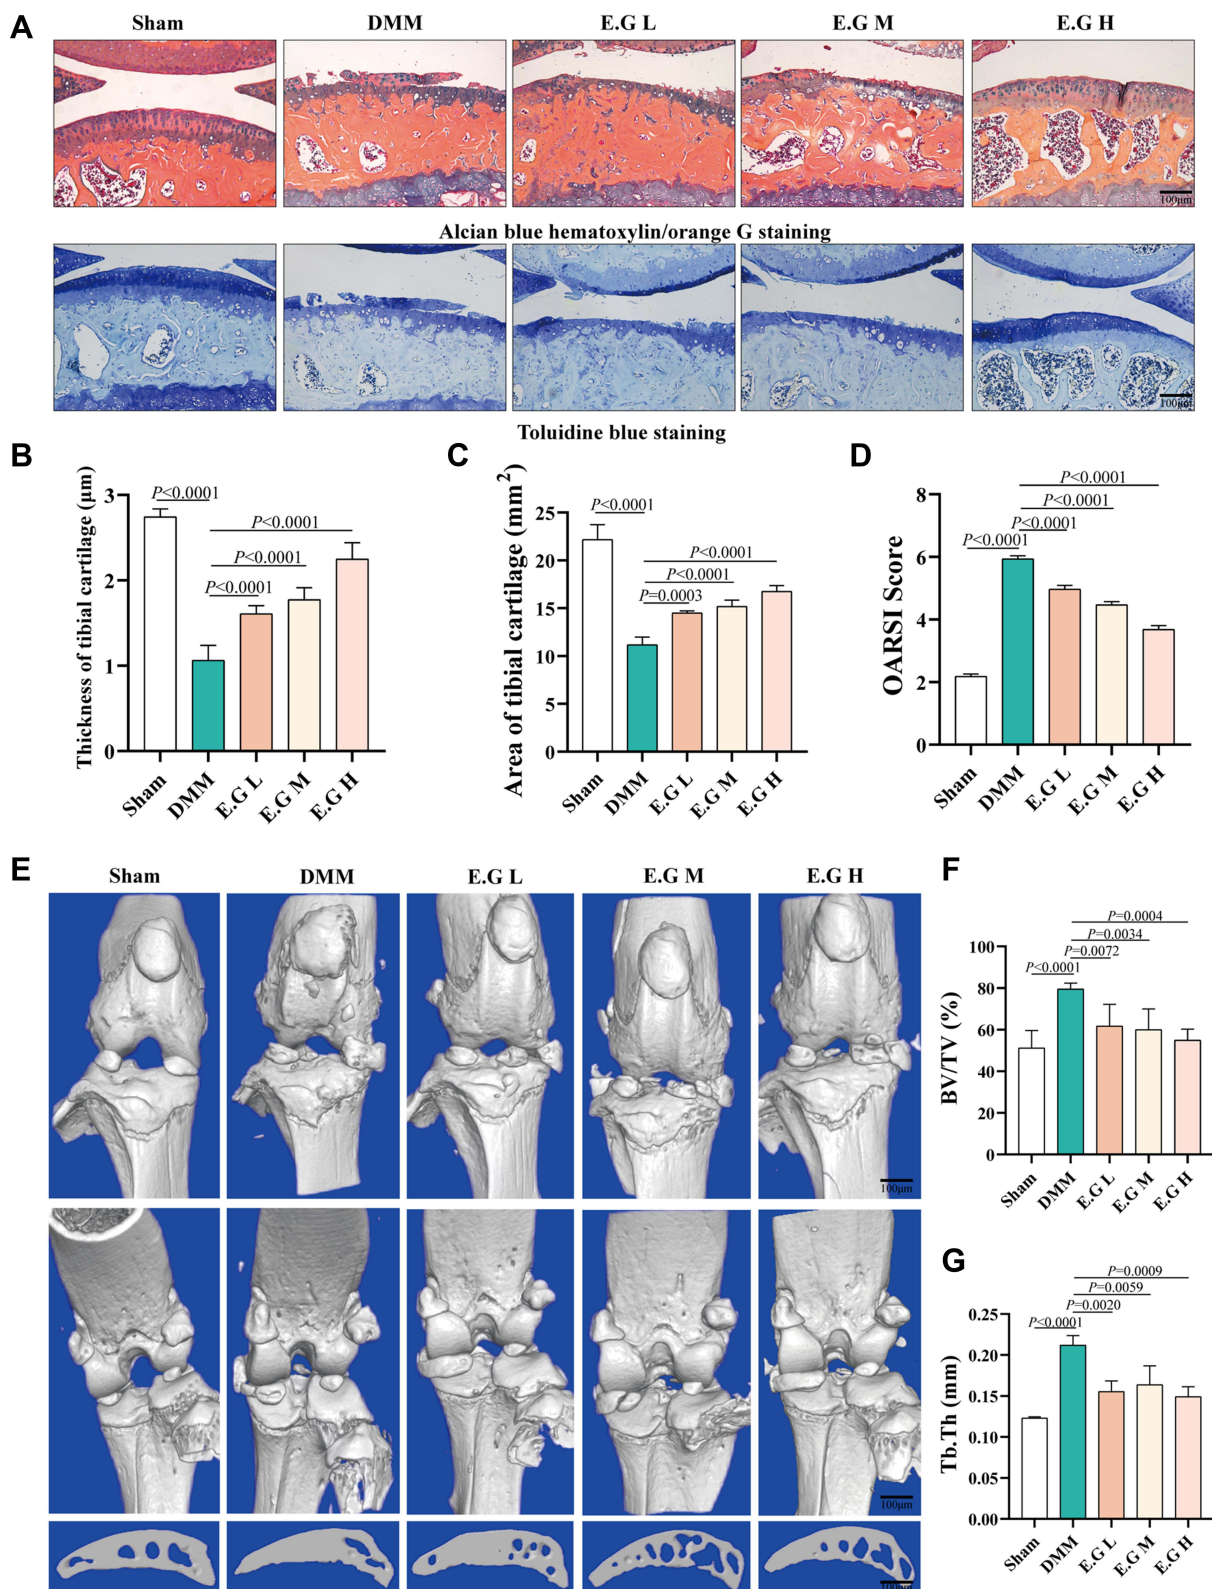 A
Sham DMM E.G L E.G M E.G H
100μm
Alcian blue hematoxylin/orange G staining
100μm
Toluidine blue staining
B
Thickness of tibial cartilage (μm)
3
2
1
0
P<0.0001
P<0.0001
P<0.0001
P<0.0001
Sham DMM E.G L E.G M E.G H
C
Area of tibial cartilage (mm2)
25
20
15
10
5
0
P<0.0001
P<0.0001
P<0.0001
P=0.0003
Sham DMM E.G L E.G M E.G H
D
OARSI Score
8
6
4
2
0
P<0.0001
P<0.0001
P<0.0001
P<0.0001
Sham DMM E.G L E.G M E.G H
E
Sham DMM E.G L E.G M E.G H
100μm
100μm
100μm
F
BV/TV (%)
100
80
60
40
20
0
P=0.0004
P=0.0034
P=0.0072
P<0.0001
Sham DMM E.G L E.G M E.G H
G
Tb.Th (mm)
0.25
0.20
0.15
0.10
0.05
0.00
P=0.0009
P=0.0059
P=0.0020
P<0.0001
Sham DMM E.G L E.G M E.G H